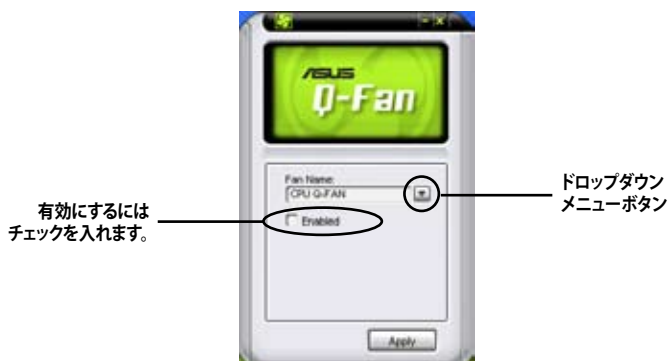 ASUS
Q-Fan
Fan Name:
CPU Q-FAN
Enabled
Apply
ドロップダウン
メニューボタン
有効にするには
チェックを入れます。